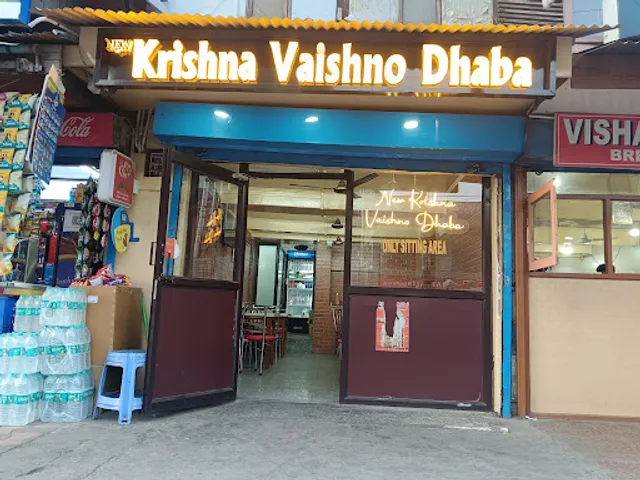 NEW
Krishna Vaishno Dhaba
Coca-Cola
VISHA
BRE
New Krishna
Vaishno Dhaba
ONLY SITTING AREA